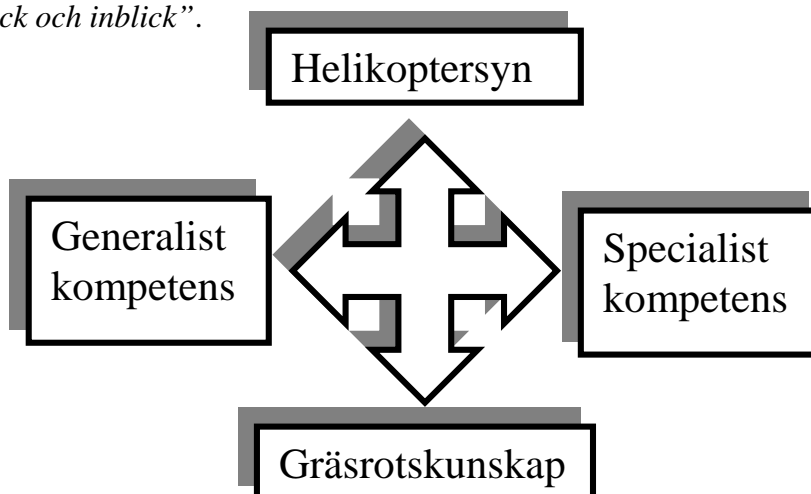 ck och inblick”.
Helikoptersyn
Generalist
kompetens
Specialist
kompetens
Gräsrotskunskap